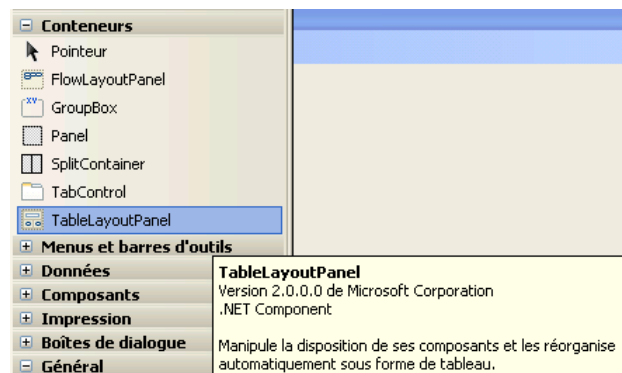 Conteneurs
Pointeur
FlowLayoutPanel
XY
GroupBox
Panel
SplitContainer
TabControl
TableLayoutPanel
Menus et barres d'outils
Données
Composants
Impression
Boîtes de dialogue
Général
TableLayoutPanel
Version 2.0.0.0 de Microsoft Corporation
.NET Component
Manipule la disposition de ses composants et les réorganise
automatiquement sous forme de tableau.